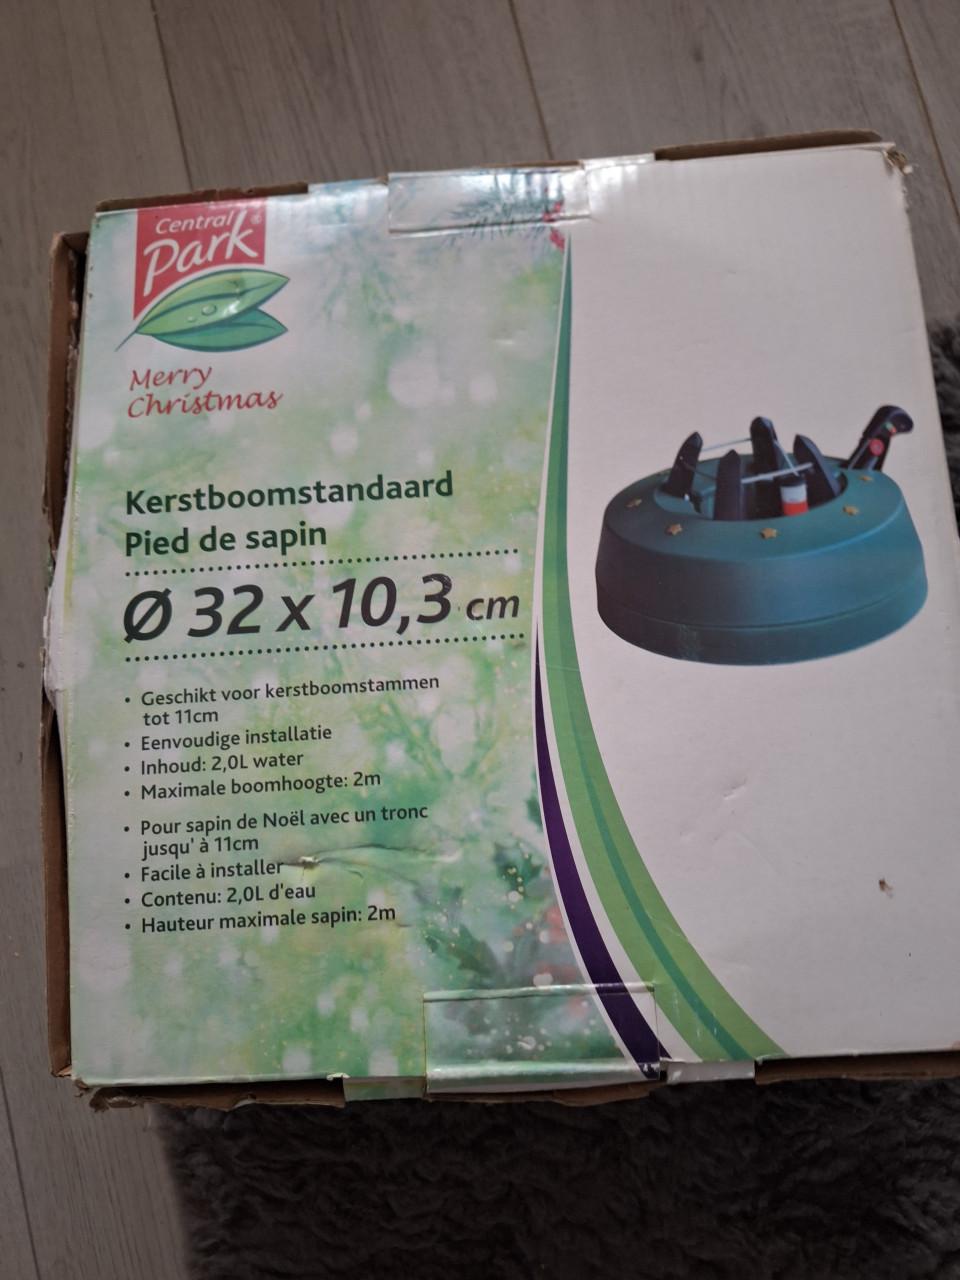 Central
Park®
Merry
Christmas
Kerstboomstandaard
Pied de sapin
Ø 32 x 10,3 cm
• Geschikt voor kerstboomstammen
tot 11cm
• Eenvoudige installatie
• Inhoud: 2,0L water
• Maximale boomhoogte: 2m
• Pour sapin de Noël avec un tronc
jusqu' à 11cm
• Facile à installer
• Contenu: 2,0L d'eau
• Hauteur maximale sapin: 2m